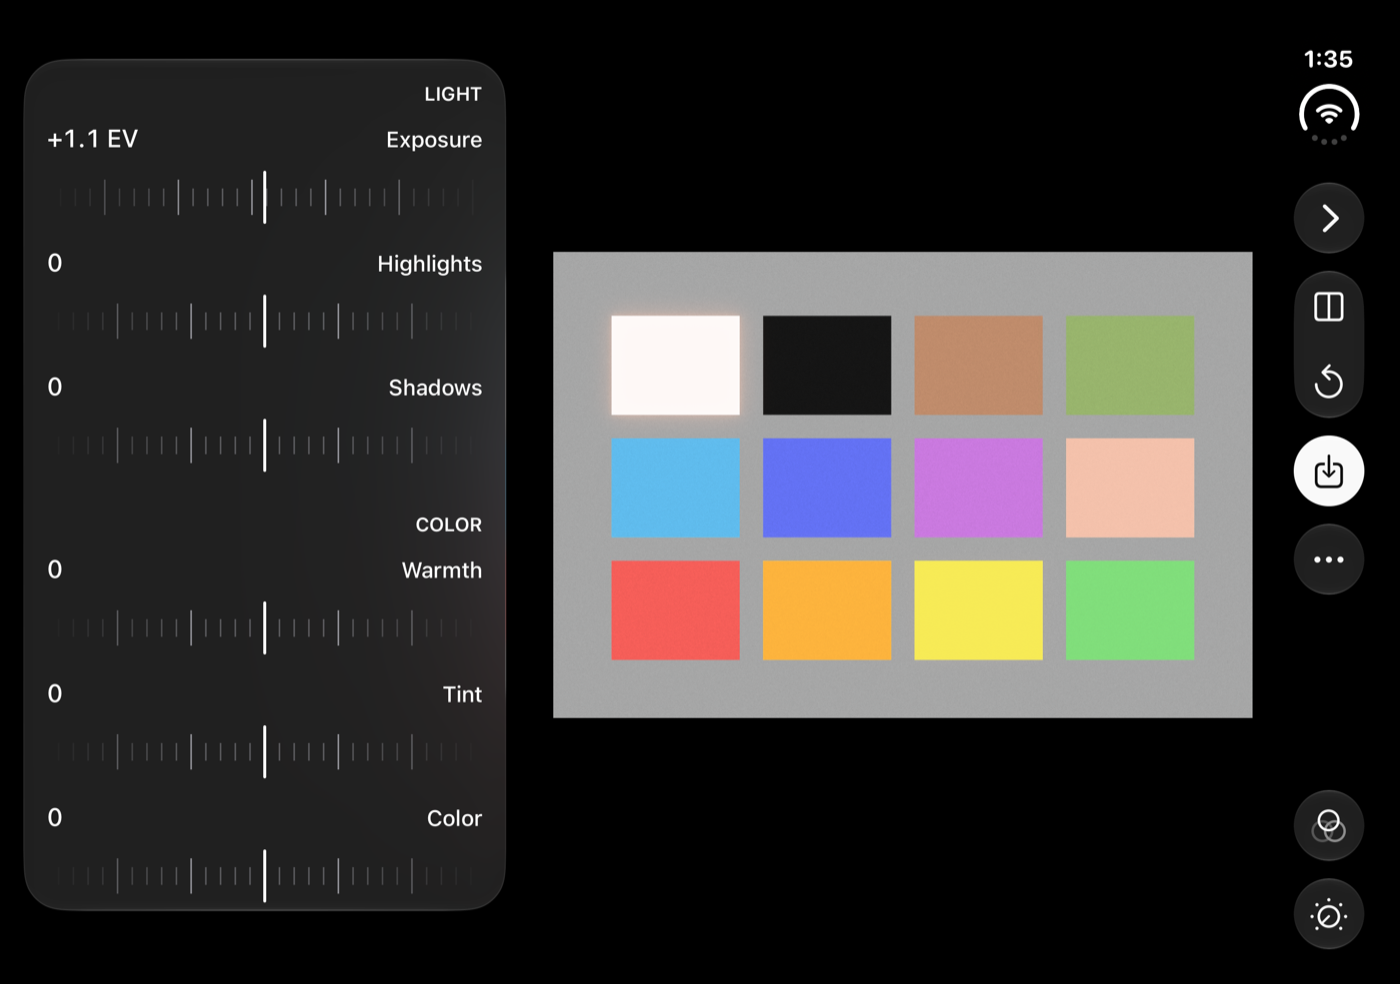 LIGHT
+1.1 EV Exposure
0 Highlights
0 Shadows
COLOR
0 Warmth
0 Tint
0 Color
1:35